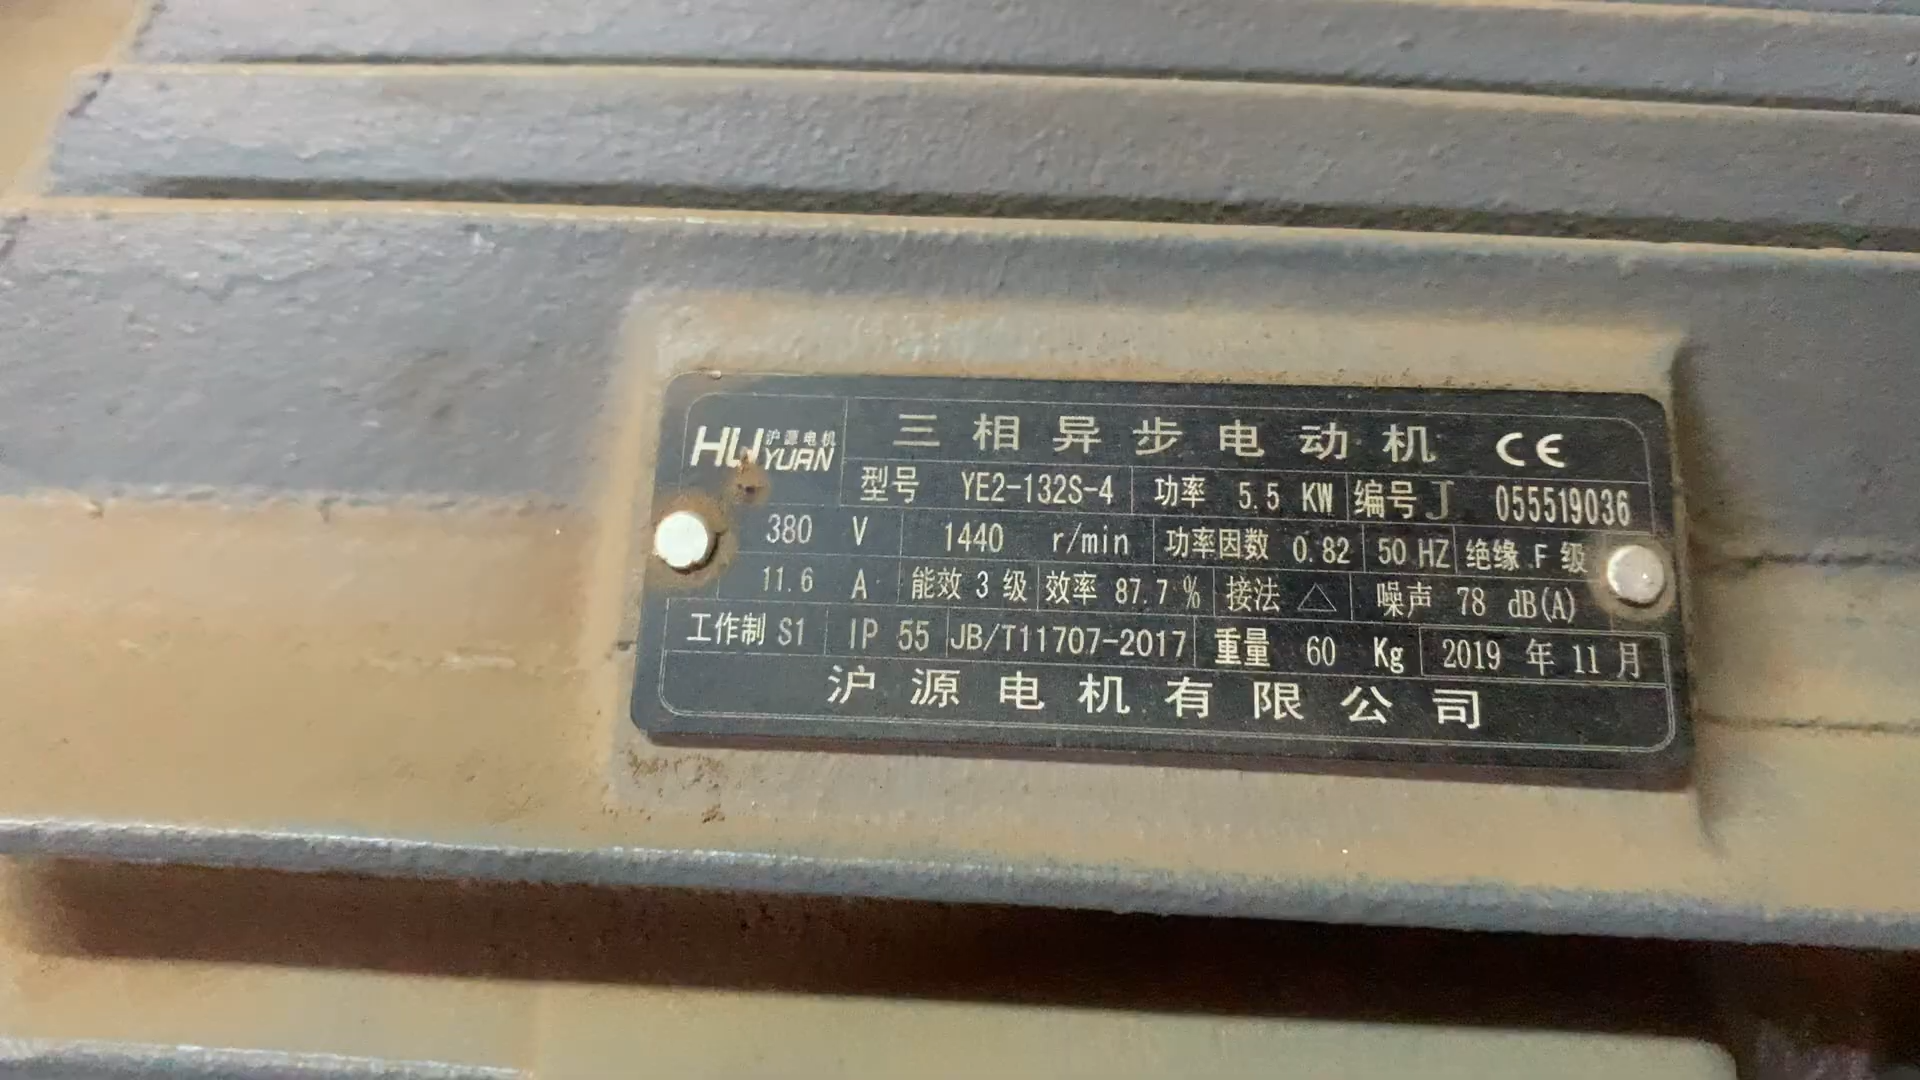 HUYUAN 沪源电机 三相异步电动机 CE
型号 YE2-132S-4 功率 5.5 KW 编号J 055519036
380 V 1440 r/min 功率因数 0.82 50 HZ 绝缘 F 级
11.6 A 能效 3 级 效率 87.7 % 接法 △ 噪声 78 dB(A)
工作制 S1 IP 55 JB/T11707-2017 重量 60 Kg 2019 年 11 月
沪源电机有限公司